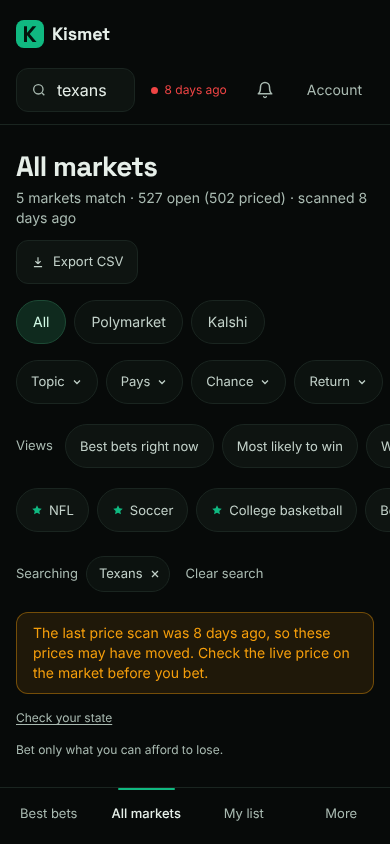 Kismet
texans
8 days ago
Account
All markets
5 markets match · 527 open (502 priced) · scanned 8
days ago
Export CSV
All
Polymarket
Kalshi
Topic
Pays
Chance
Return
Views
Best bets right now
Most likely to win
NFL
Soccer
College basketball
Searching
Texans ×
Clear search
The last price scan was 8 days ago, so these
prices may have moved. Check the live price on
the market before you bet.
Check your state
Bet only what you can afford to lose.
Best bets
All markets
My list
More